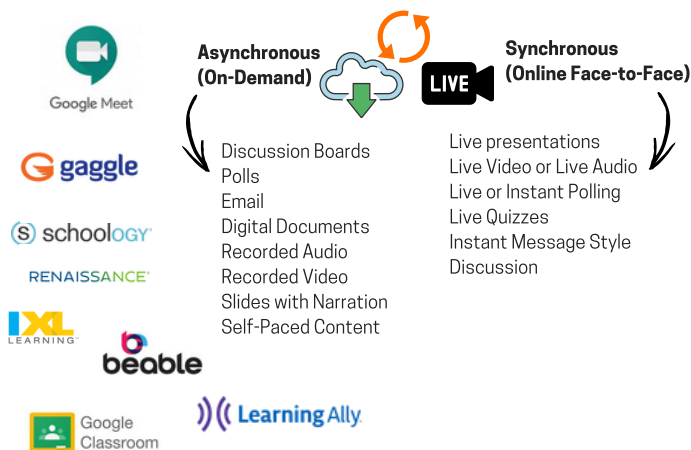 Google Meet
gaggle
schoology
RENAISSANCE
IXL
LEARNING
beable
Google
Classroom
Learning Ally
Asynchronous
(On-Demand)
Discussion Boards
Polls
Email
Digital Documents
Recorded Audio
Recorded Video
Slides with Narration
Self-Paced Content
LIVE
Synchronous
(Online Face-to-Face)
Live presentations
Live Video or Live Audio
Live or Instant Polling
Live Quizzes
Instant Message Style
Discussion